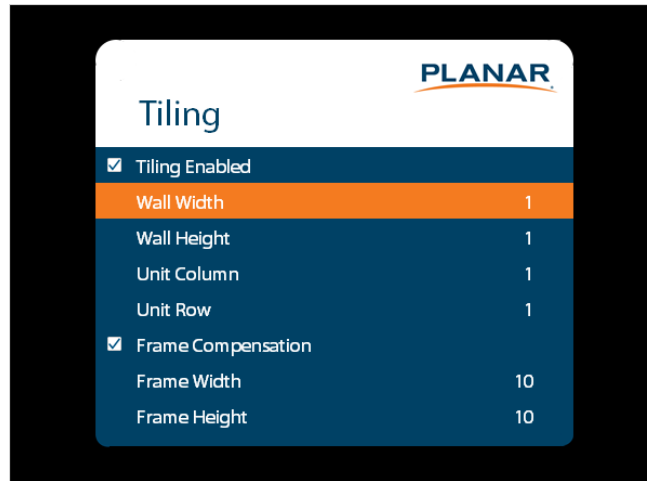 PLANAR
Tiling
Tiling Enabled
Wall Width 1
Wall Height 1
Unit Column 1
Unit Row 1
Frame Compensation
Frame Width 10
Frame Height 10